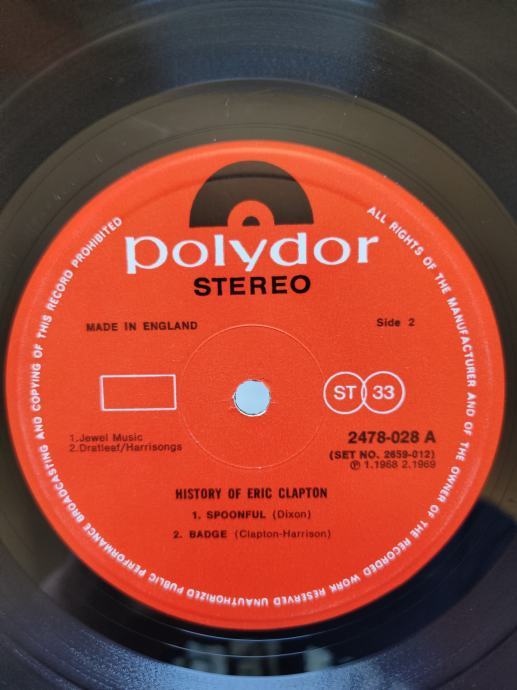 polydor
STEREO
MADE IN ENGLAND
Side 2
ST 33
1.Jewel Music
2.Dratleaf/Harrisongs
2478-028 A
(SET NO. 2659-012)
℗ 1.1968 2.1969
HISTORY OF ERIC CLAPTON
1. SPOONFUL (Dixon)
2. BADGE (Clapton-Harrison)
ALL RIGHTS OF THE MANUFACTURER AND OF THE OWNER OF THE RECORDED WORK RESERVED UNAUTHORIZED PUBLIC PERFORMANCE BROADCASTING AND COPYING OF THIS RECORD PROHIBITED